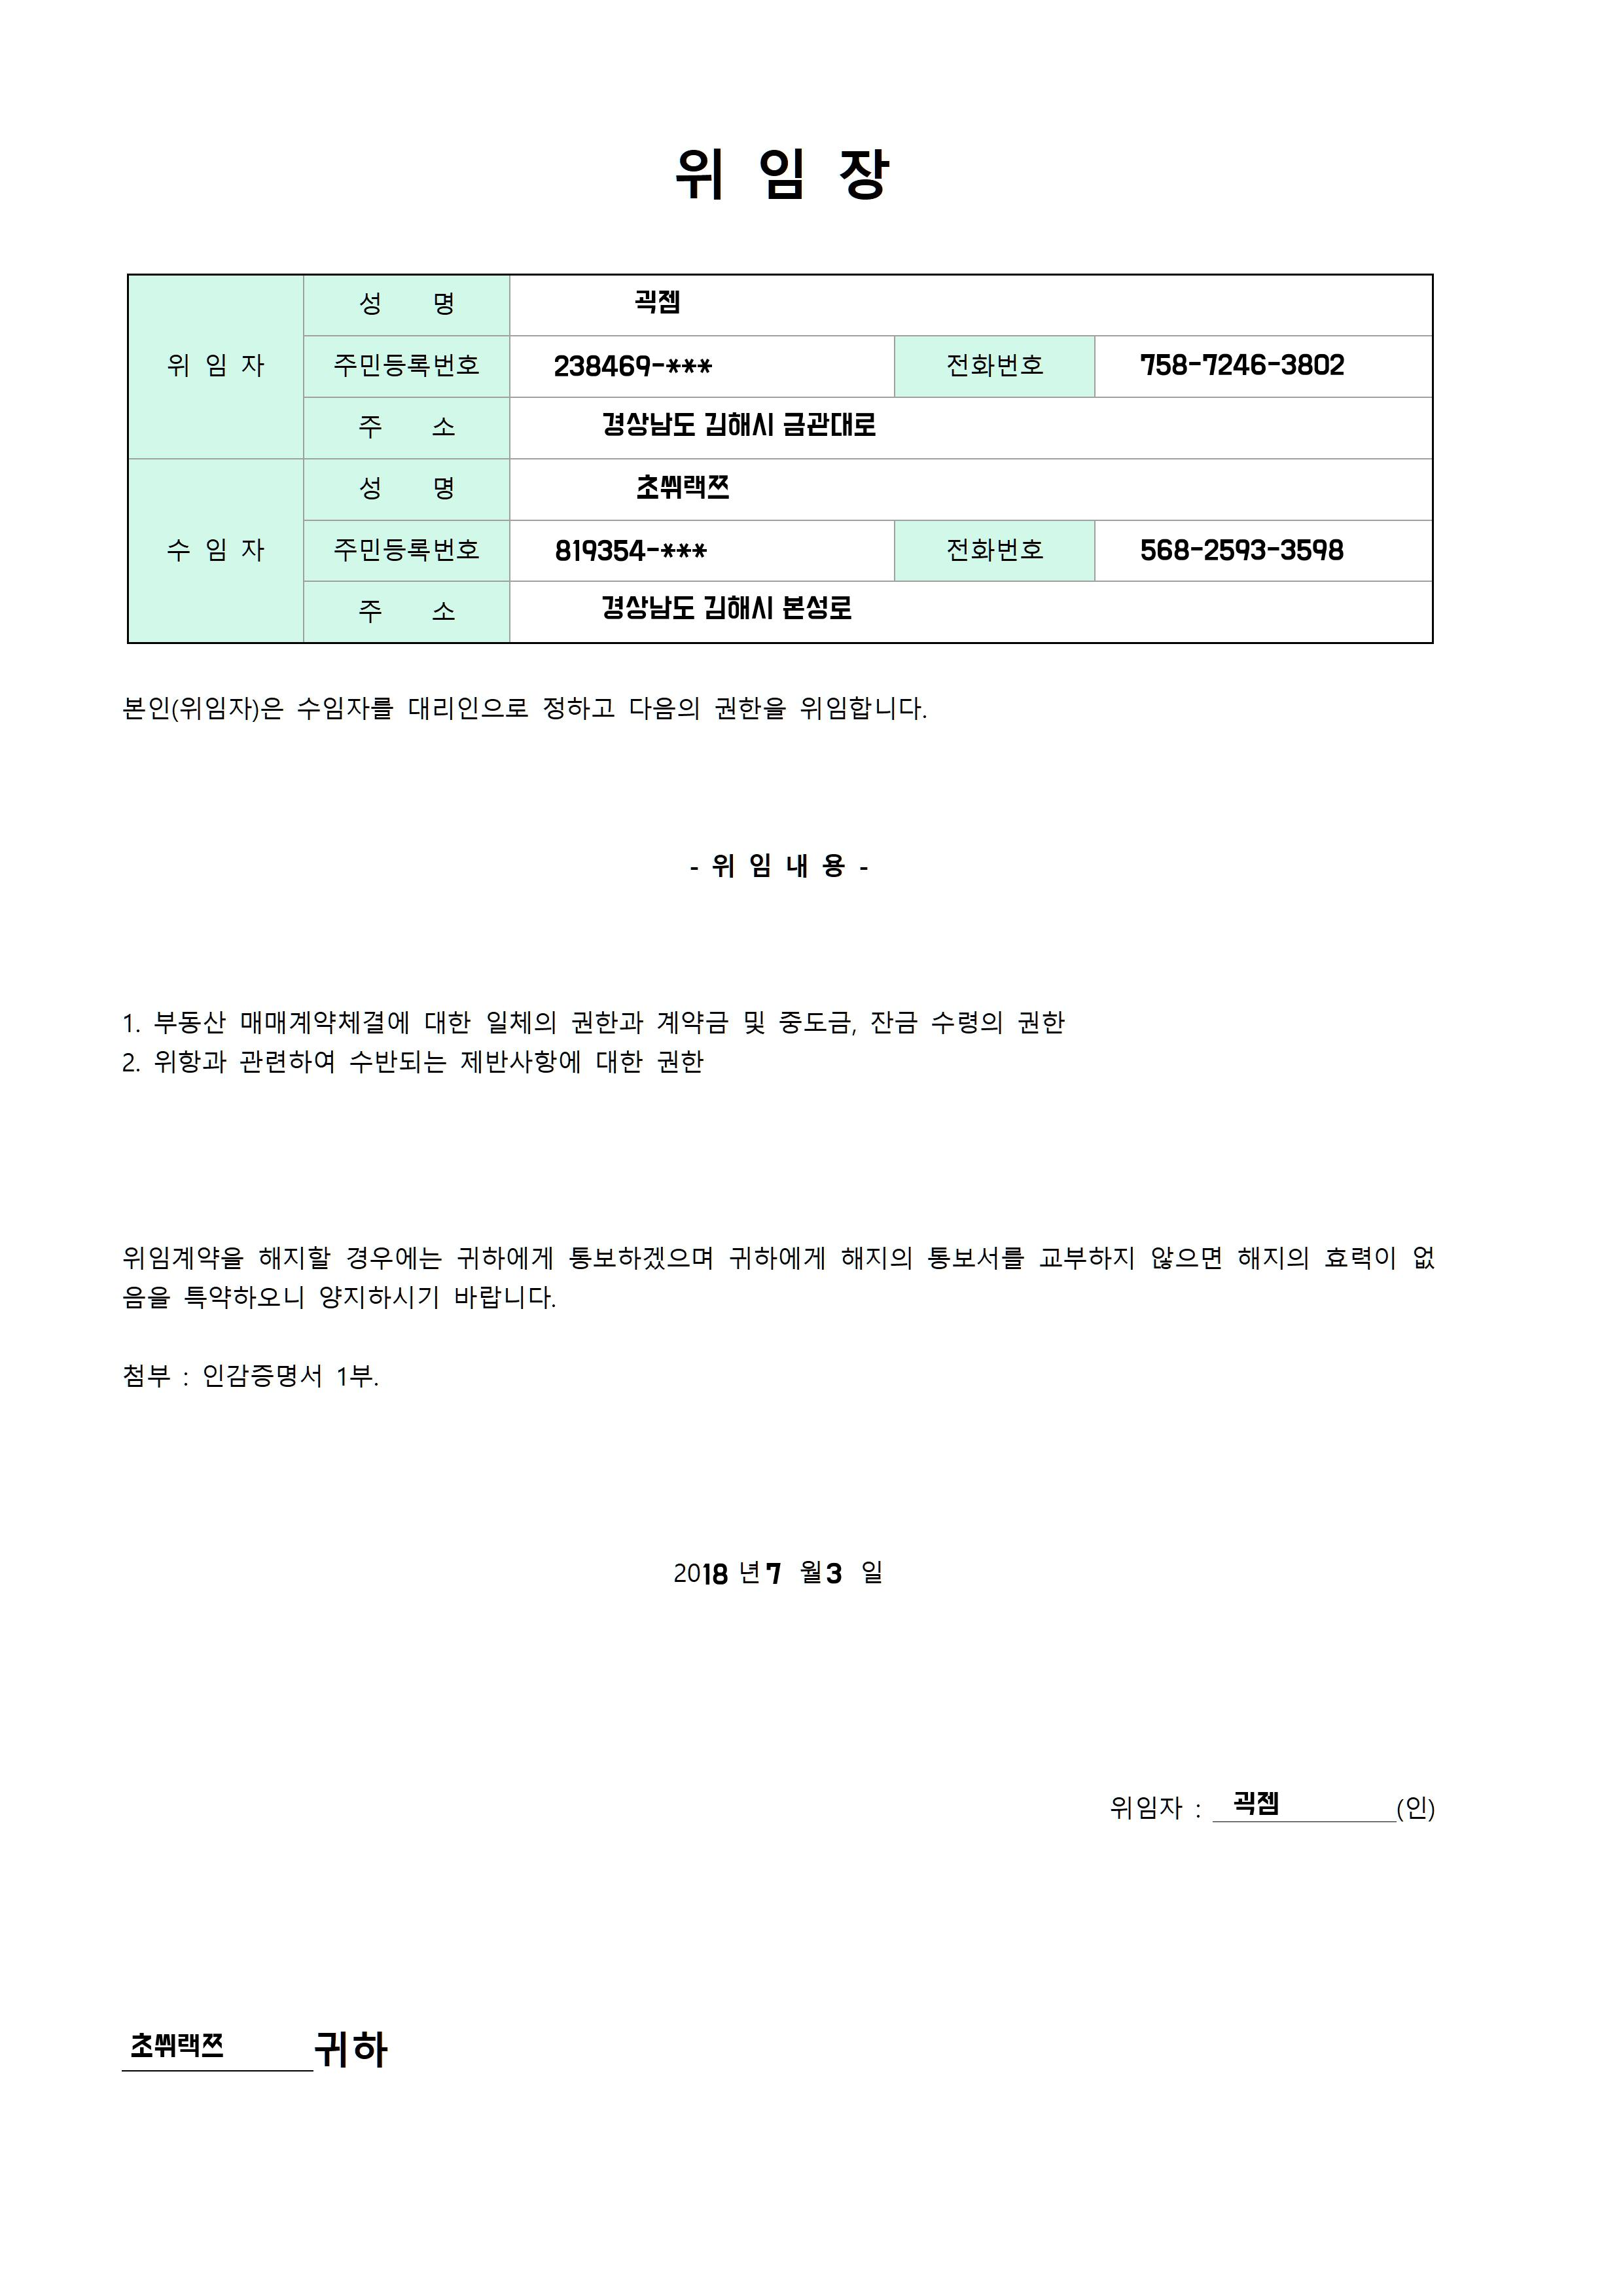 위 임 장
위 임 자
성 명 괵젬
주민등록번호 238469-*** 전화번호 758-7246-3802
주 소 경상남도 김해시 금관대로
수 임 자
성 명 초쒸랙쯔
주민등록번호 819354-*** 전화번호 568-2593-3598
주 소 경상남도 김해시 본성로
본인(위임자)은 수임자를 대리인으로 정하고 다음의 권한을 위임합니다.
- 위 임 내 용 -
1. 부동산 매매계약체결에 대한 일체의 권한과 계약금 및 중도금, 잔금 수령의 권한
2. 위항과 관련하여 수반되는 제반사항에 대한 권한
위임계약을 해지할 경우에는 귀하에게 통보하겠으며 귀하에게 해지의 통보서를 교부하지 않으면 해지의 효력이 없
음을 특약하오니 양지하시기 바랍니다.
첨부 : 인감증명서 1부.
2018 년 7 월 3 일
위임자 : 괵젬 (인)
초쒸랙쯔 귀하